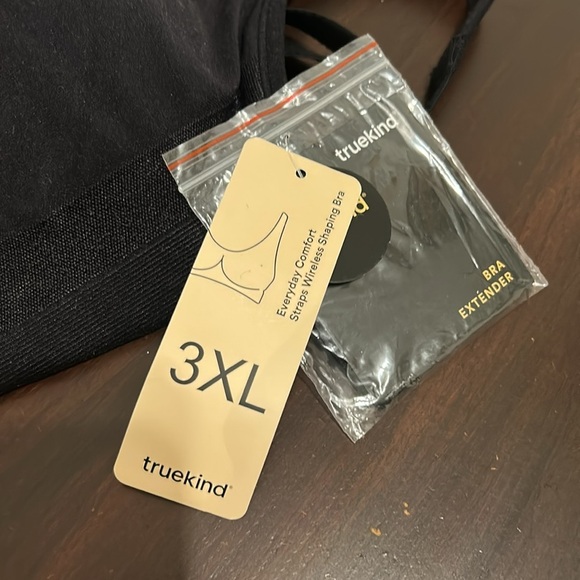 truekind
BRA
EXTENDER
Everyday Comfort
Straps Wireless Shaping Bra
3XL
truekind®